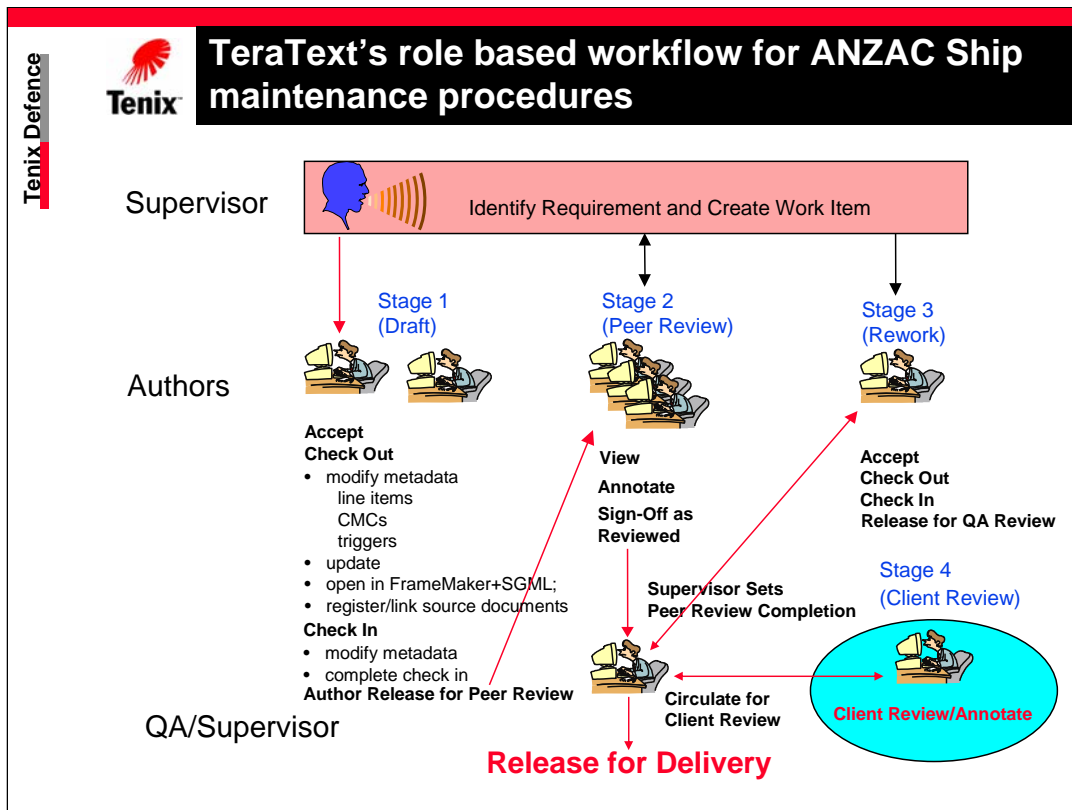 Tenix Defence
Tenix™
TeraText's role based workflow for ANZAC Ship
maintenance procedures
Supervisor
Identify Requirement and Create Work Item
Stage 1
(Draft)
Stage 2
(Peer Review)
Stage 3
(Rework)
Authors
Accept
Check Out
• modify metadata
line items
CMCs
triggers
• update
• open in FrameMaker+SGML;
• register/link source documents
Check In
• modify metadata
• complete check in
Author Release for Peer Review
View
Annotate
Sign-Off as
Reviewed
Accept
Check Out
Check In
Release for QA Review
Supervisor Sets
Peer Review Completion
Stage 4
(Client Review)
Circulate for
Client Review
Client Review/Annotate
QA/Supervisor
Release for Delivery